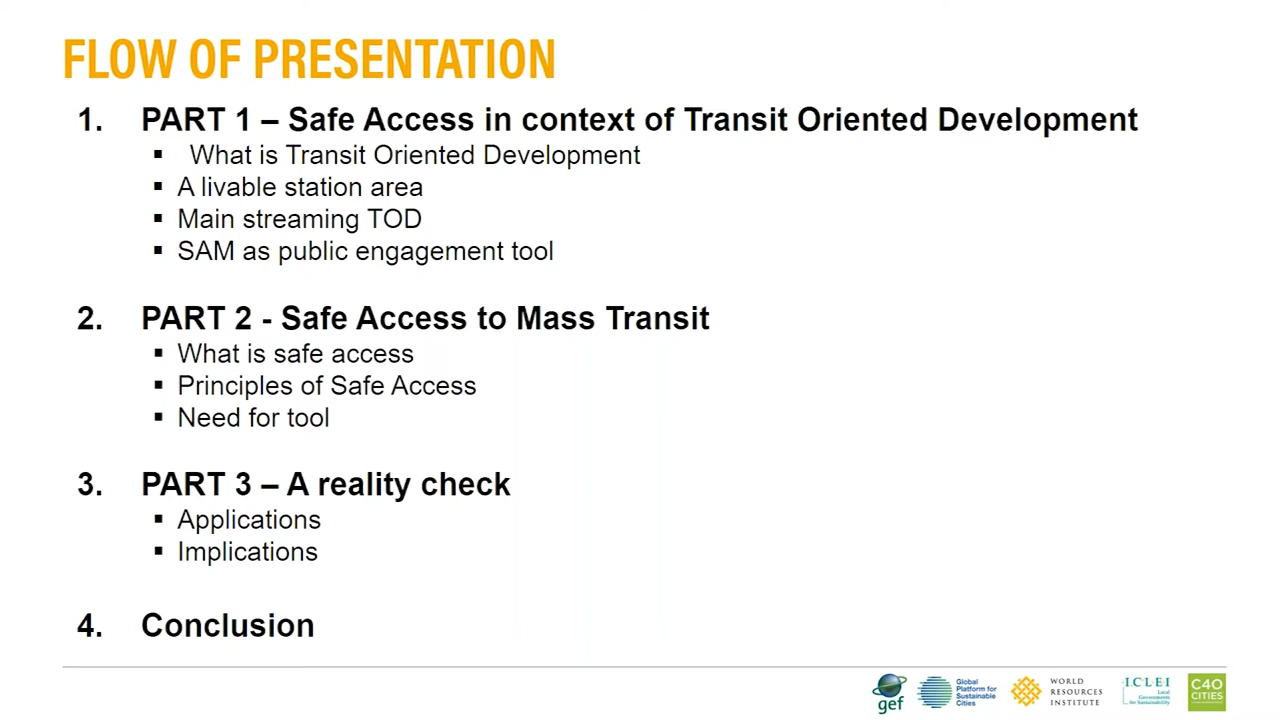 FLOW OF PRESENTATION
1. PART 1 – Safe Access in context of Transit Oriented Development
▪ What is Transit Oriented Development
▪ A livable station area
▪ Main streaming TOD
▪ SAM as public engagement tool
2. PART 2 - Safe Access to Mass Transit
▪ What is safe access
▪ Principles of Safe Access
▪ Need for tool
3. PART 3 – A reality check
▪ Applications
▪ Implications
4. Conclusion
gef
Global
Platform for
Sustainable
Cities
WORLD
RESOURCES
INSTITUTE
I.C.L.E.I
Local
Governments
for Sustainability
C40
CITIES